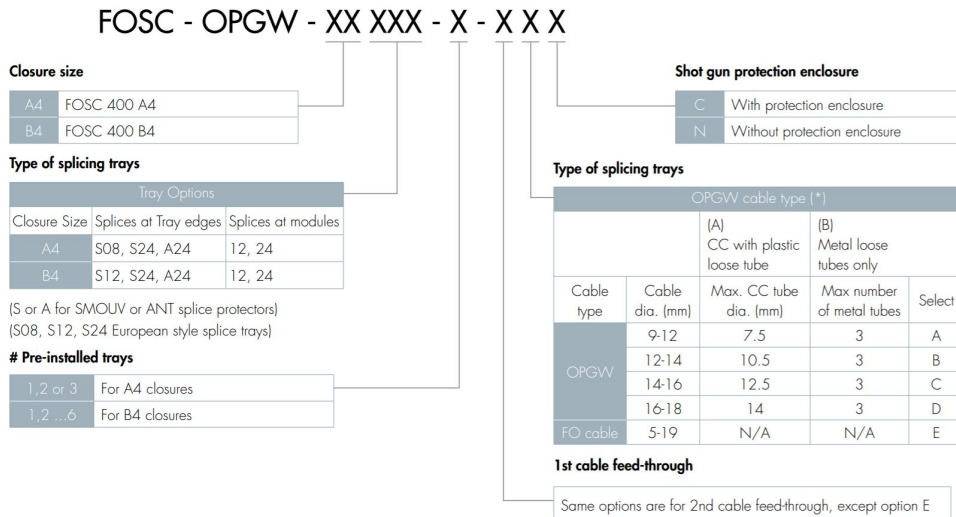 FOSC - OPGW - XX XXX - X - X X X
Closure size
A4 FOSC 400 A4
B4 FOSC 400 B4
Type of splicing trays
Tray Options
Closure Size Splices at Tray edges Splices at modules
A4 S08, S24, A24 12, 24
B4 S12, S24, A24 12, 24
(S or A for SMOUV or ANT splice protectors)
(S08, S12, S24 European style splice trays)
# Pre-installed trays
1,2 or 3 For A4 closures
1,2 ...6 For B4 closures
Shot gun protection enclosure
C With protection enclosure
N Without protection enclosure
Type of splicing trays
OPGW cable type (*)
(A) (B)
CC with plastic Metal loose
loose tube tubes only
Cable Cable Max. CC tube Max number Select
type dia. (mm) dia. (mm) of metal tubes
OPGW
9-12 7.5 3 A
12-14 10.5 3 B
14-16 12.5 3 C
16-18 14 3 D
FO cable 5-19 N/A N/A E
1st cable feed-through
Same options are for 2nd cable feed-through, except option E